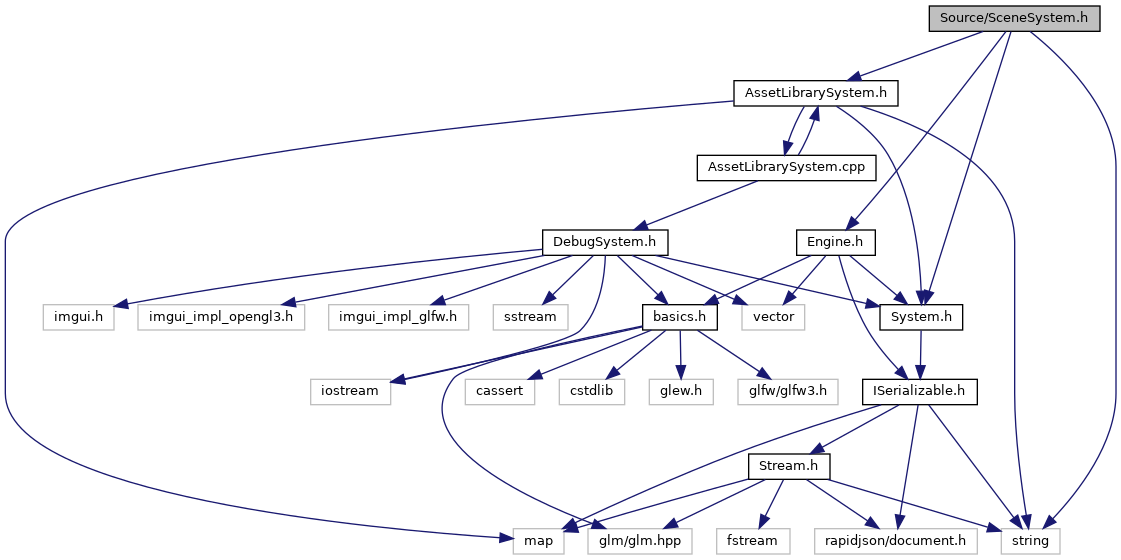 Source/SceneSystem.h
AssetLibrarySystem.h
AssetLibrarySystem.cpp
DebugSystem.h
Engine.h
imgui.h
imgui_impl_opengl3.h
imgui_impl_glfw.h
sstream
basics.h
vector
System.h
iostream
cassert
cstdlib
glew.h
glfw/glfw3.h
ISerializable.h
Stream.h
map
glm/glm.hpp
fstream
rapidjson/document.h
string